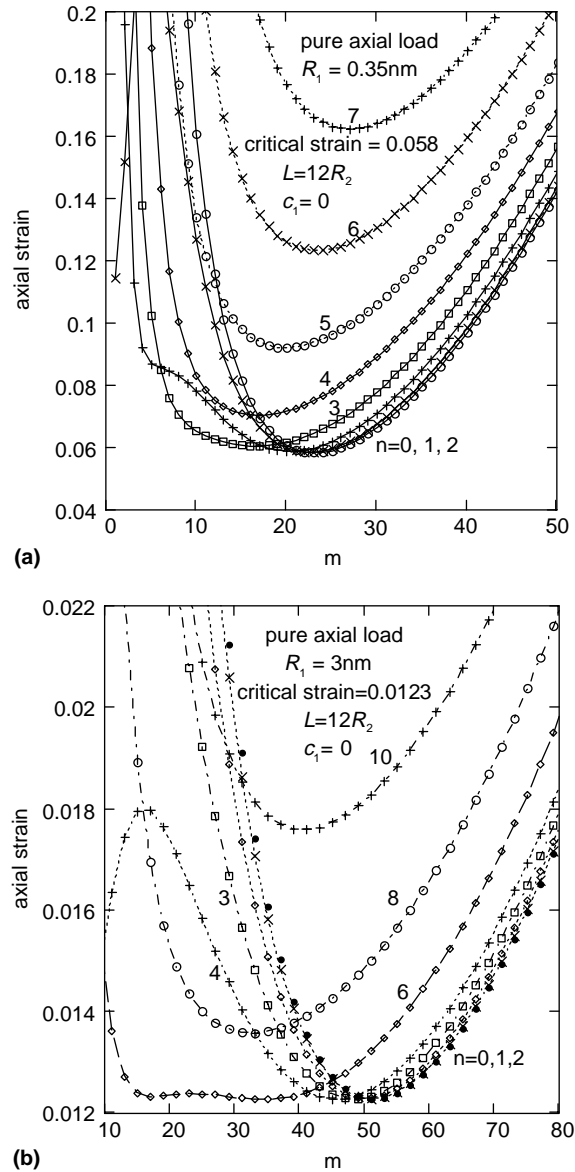 0.2
0.18
0.16
0.14
0.12
0.1
0.08
0.06
0.04
axial strain
pure axial load
R₁ = 0.35nm
7
critical strain = 0.058
L=12R₂
6
c₁= 0
5
4
3
n=0, 1, 2
0 10 20 30 40 50
m
(a)
0.022
0.02
0.018
0.016
0.014
0.012
axial strain
pure axial load
R₁ = 3nm
critical strain=0.0123
L=12R₂
c₁= 0
10
3
8
4
6
n=0,1,2
10 20 30 40 50 60 70 80
m
(b)